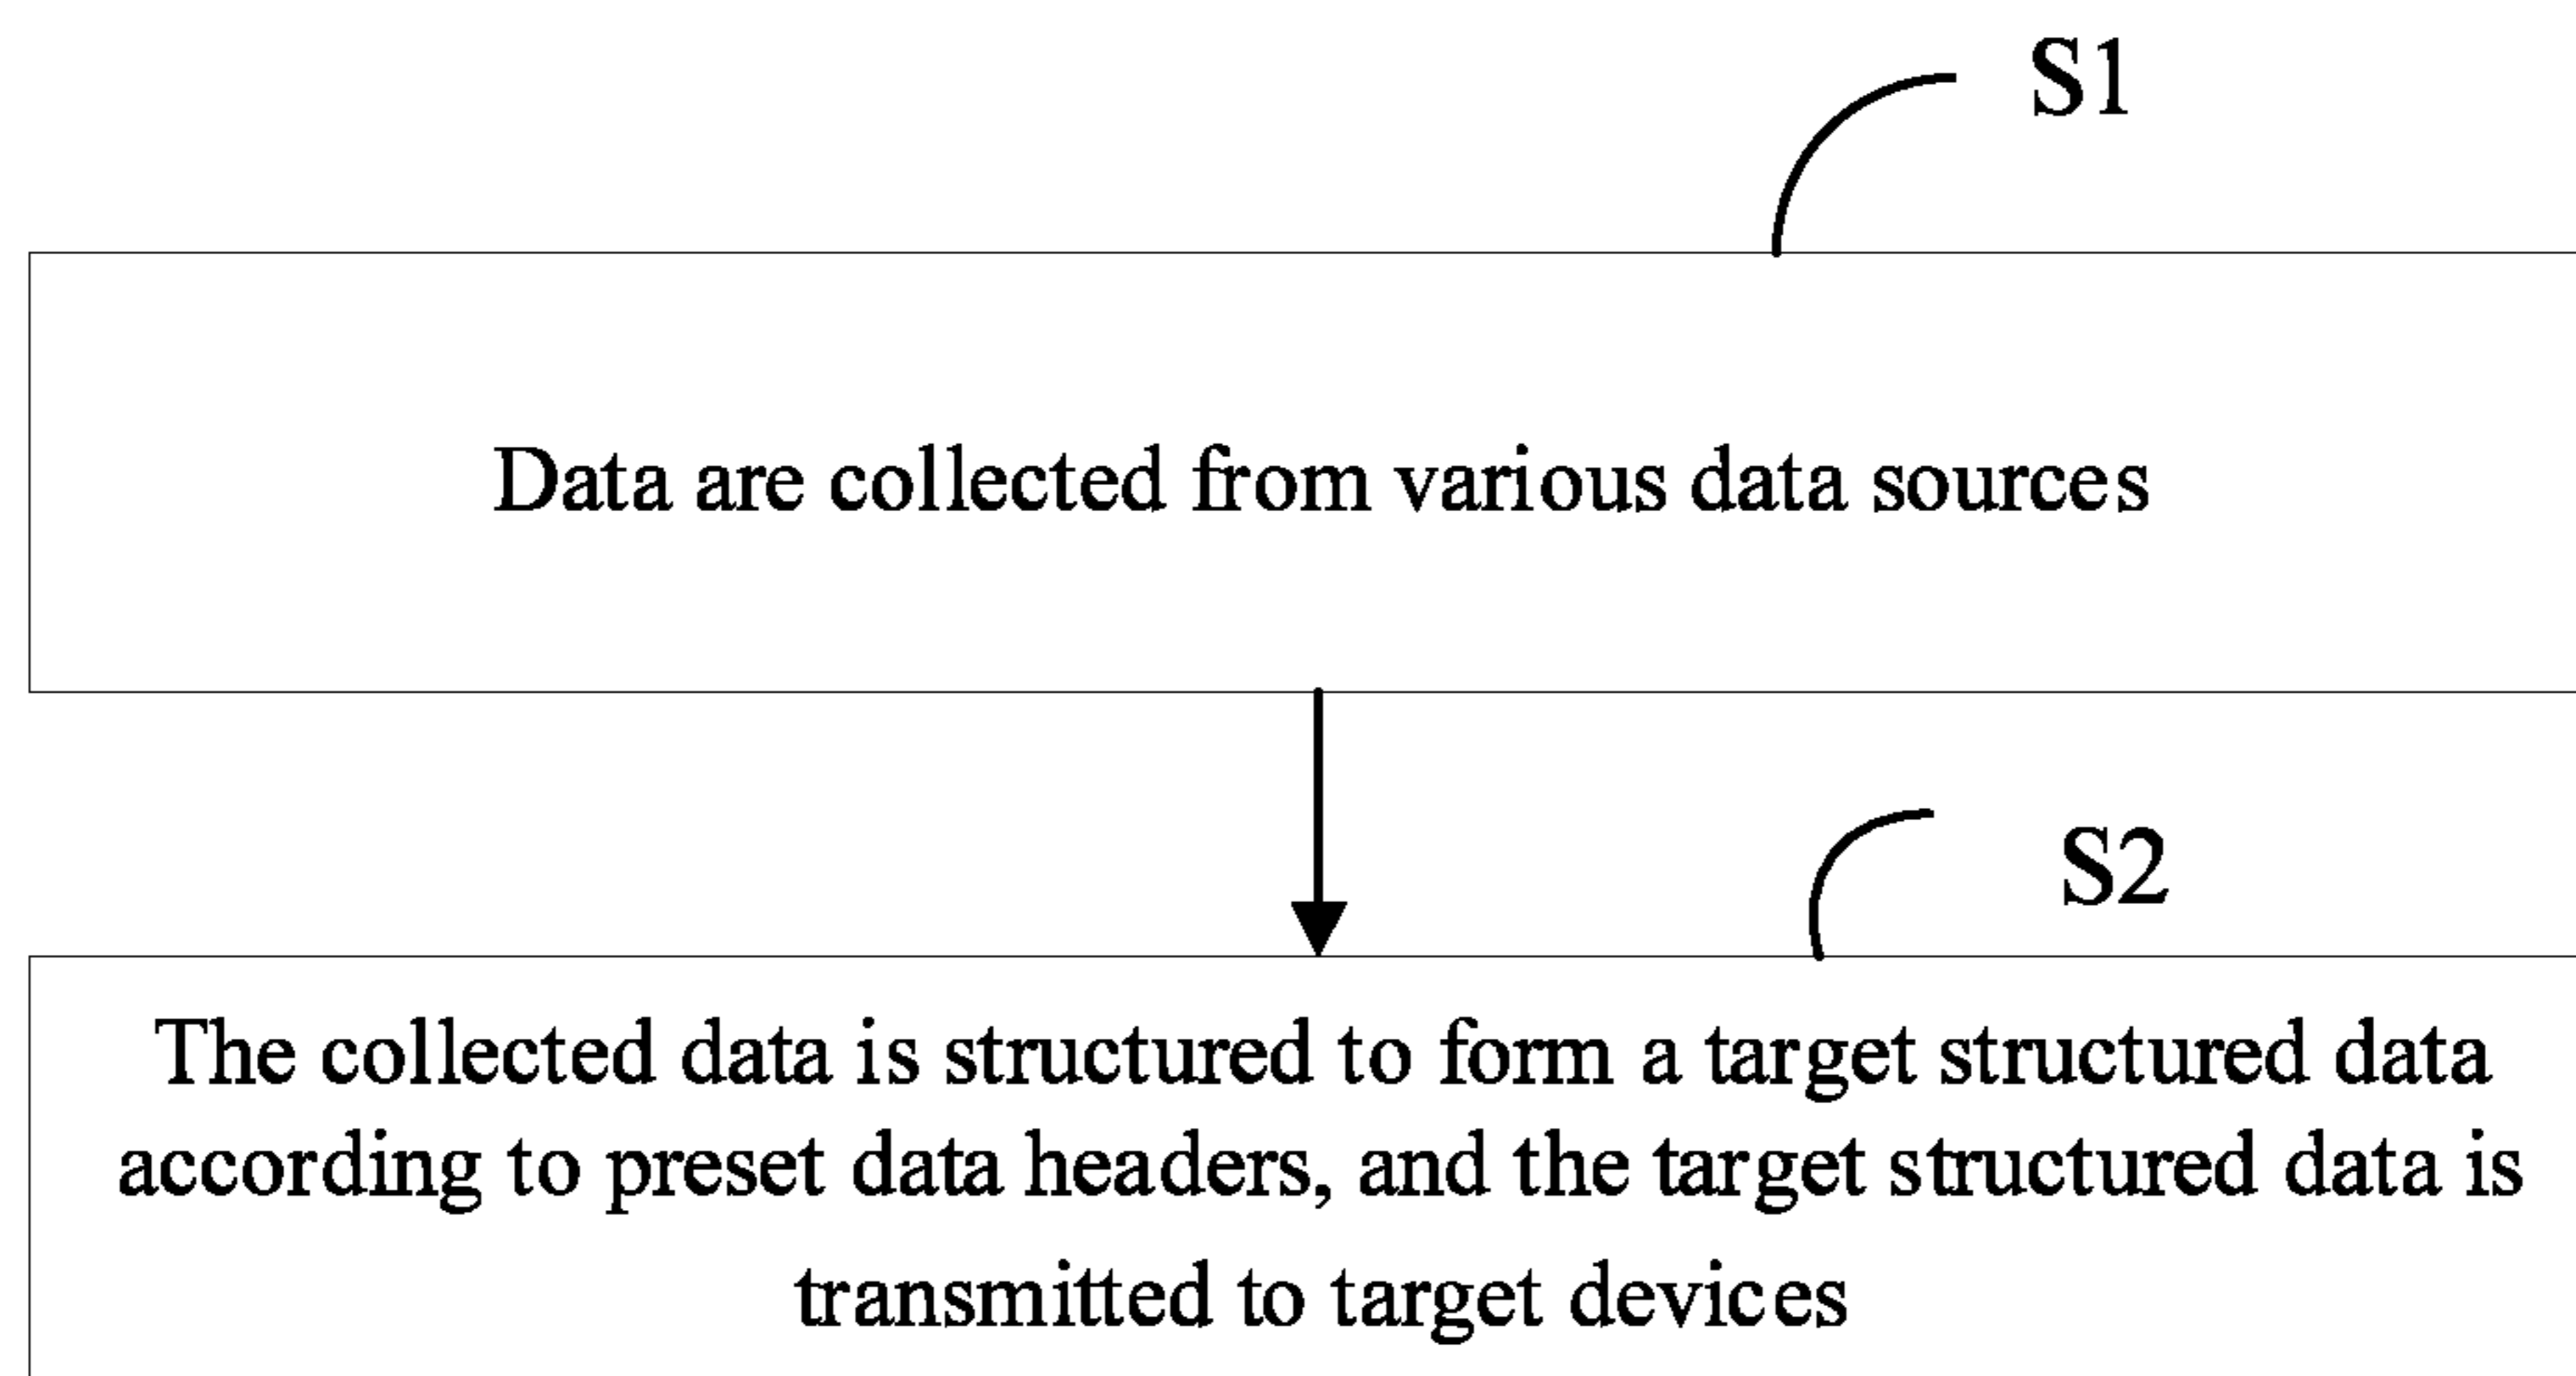 S1
Data are collected from various data sources
S2
The collected data is structured to form a target structured data
according to preset data headers, and the target structured data is
transmitted to target devices